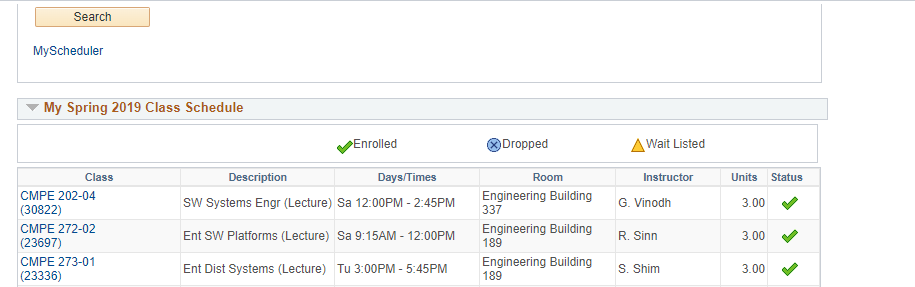 Search
MyScheduler
My Spring 2019 Class Schedule
Enrolled Dropped Wait Listed
Class Description Days/Times Room Instructor Units Status
CMPE 202-04
(30822) SW Systems Engr (Lecture) Sa 12:00PM - 2:45PM Engineering Building
337 G. Vinodh 3.00
CMPE 272-02
(23697) Ent SW Platforms (Lecture) Sa 9:15AM - 12:00PM Engineering Building
189 R. Sinn 3.00
CMPE 273-01
(23336) Ent Dist Systems (Lecture) Tu 3:00PM - 5:45PM Engineering Building
189 S. Shim 3.00